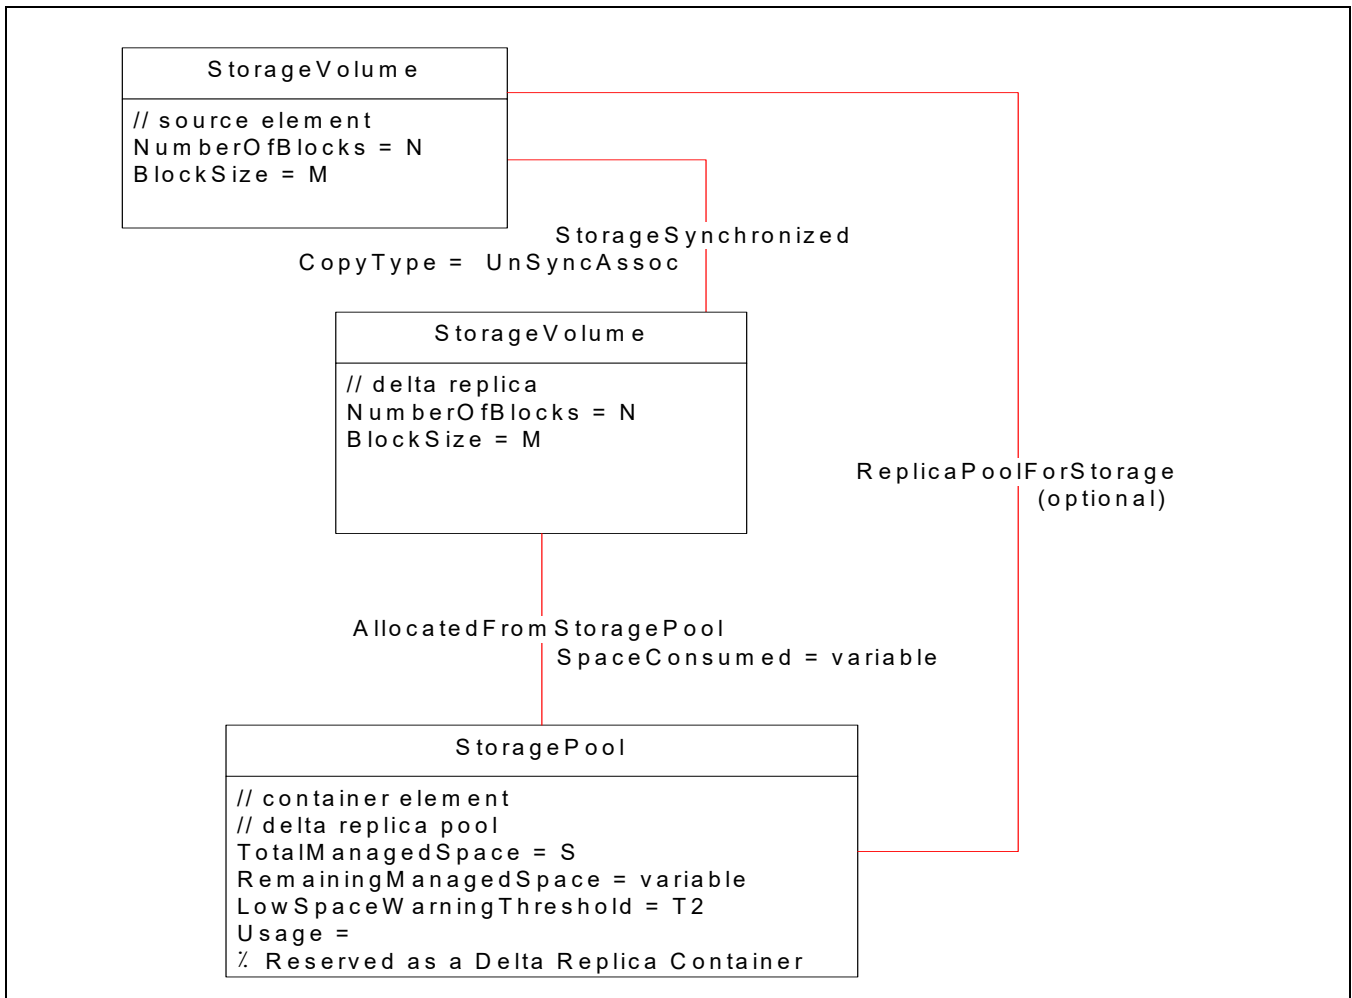 StorageVolume
// source element
NumberOfBlocks = N
BlockSize = M
StorageSynchronized
CopyType = UnSyncAssoc
StorageVolume
// delta replica
NumberOfBlocks = N
BlockSize = M
ReplicaPoolForStorage
(optional)
AllocatedFromStoragePool
SpaceConsumed = variable
StoragePool
// container element
// delta replica pool
TotalManagedSpace = S
RemainingManagedSpace = variable
LowSpaceWarningThreshold = T2
Usage =
⁒ Reserved as a Delta Replica Container